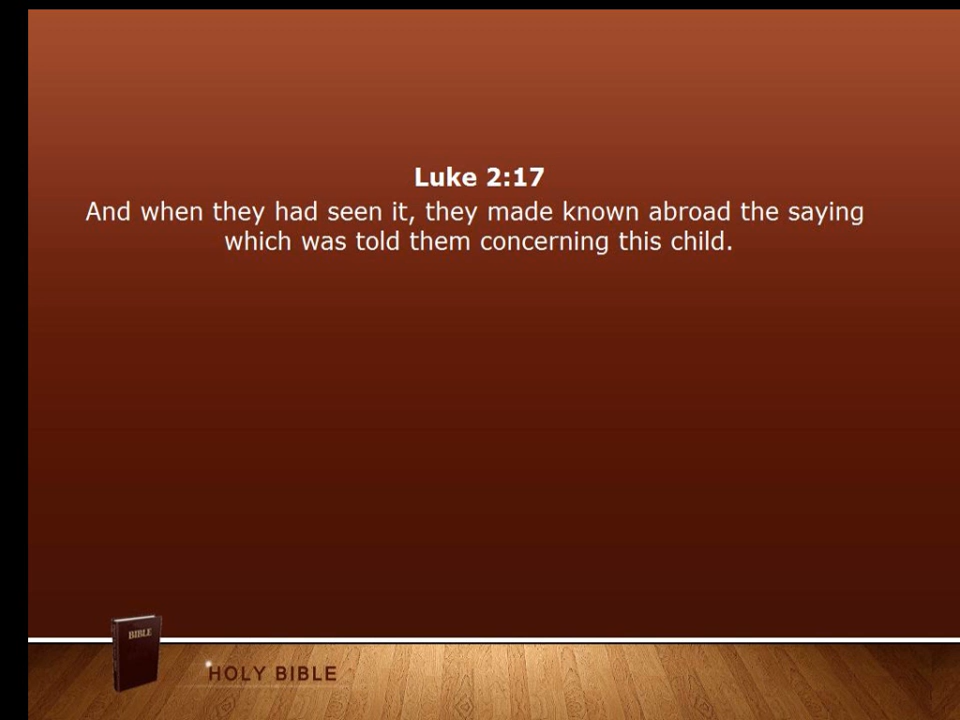 Luke 2:17
And when they had seen it, they made known abroad the saying
which was told them concerning this child.
BIBLE
HOLY BIBLE